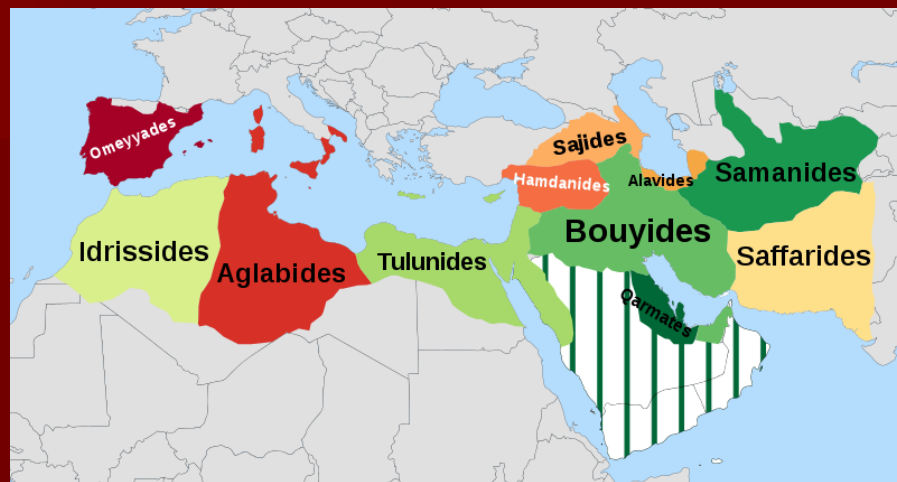 Omeyyades
Sajides
Hamdanides
Alavides
Samanides
Idrissides
Aglabides
Tulunides
Bouyides
Saffarides
Qarmates